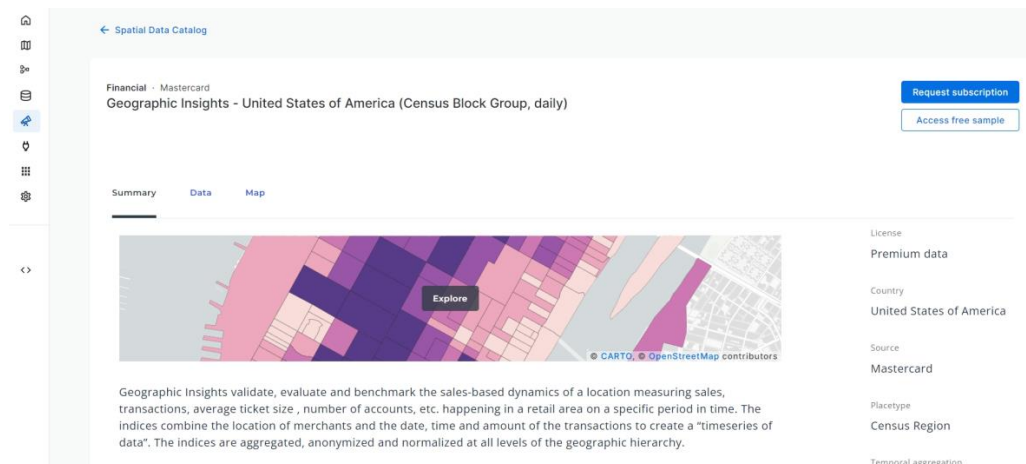 ← Spatial Data Catalog
Financial · Mastercard
Geographic Insights - United States of America (Census Block Group, daily)
Request subscription
Access free sample
Summary Data Map
Explore
© CARTO, © OpenStreetMap contributors
Geographic Insights validate, evaluate and benchmark the sales-based dynamics of a location measuring sales,
transactions, average ticket size , number of accounts, etc. happening in a retail area on a specific period in time. The
indices combine the location of merchants and the date, time and amount of the transactions to create a “timeseries of
data”. The indices are aggregated, anonymized and normalized at all levels of the geographic hierarchy.
License
Premium data
Country
United States of America
Source
Mastercard
Placetype
Census Region
Temporal aggregation